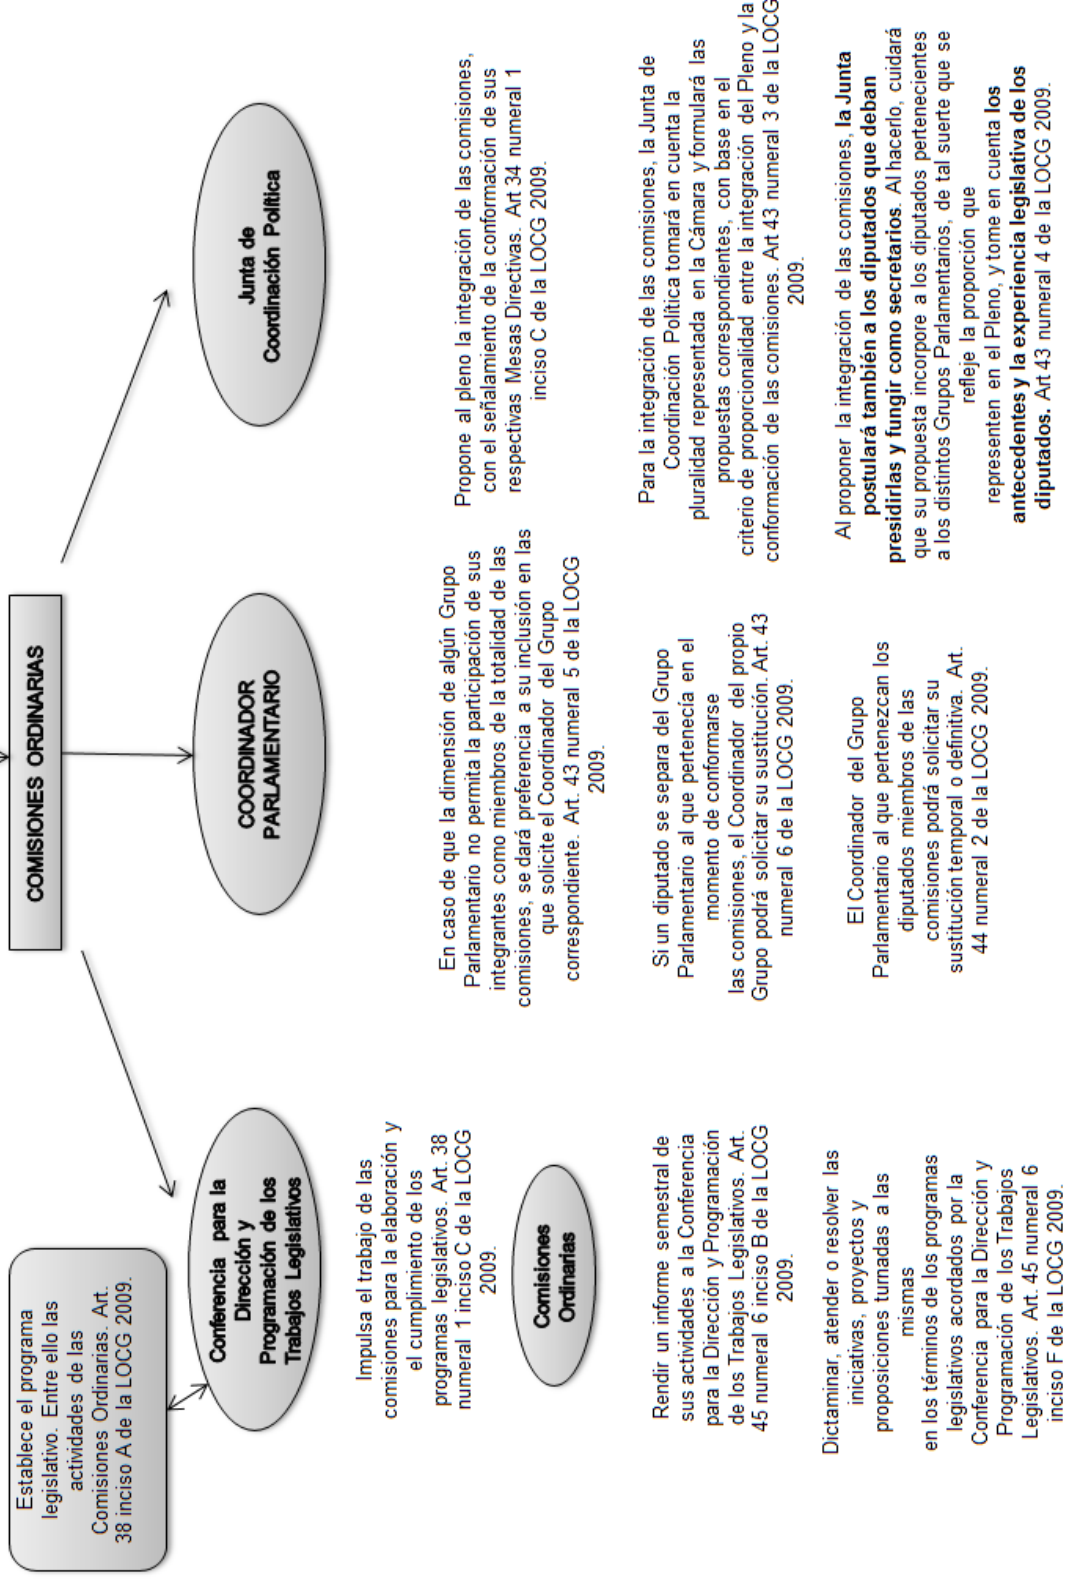 COMISIONES ORDINARIAS
Establece el programa
legislativo. Entre ello las
actividades de las
Comisiones Ordinarias. Art.
38 inciso A de la LOCG 2009.
Conferencia para la
Dirección y
Programación de los
Trabajos Legislativos
Impulsa el trabajo de las
comisiones para la elaboración y
el cumplimiento de los
programas legislativos. Art. 38
numeral 1 inciso C de la LOCG
2009.
Comisiones
Ordinarias
Rendir un informe semestral de
sus actividades a la Conferencia
para la Dirección y Programación
de los Trabajos Legislativos. Art.
45 numeral 6 inciso B de la LOCG
2009.
Dictaminar, atender o resolver las
iniciativas, proyectos y
proposiciones turnadas a las
mismas
en los términos de los programas
legislativos acordados por la
Conferencia para la Dirección y
Programación de los Trabajos
Legislativos. Art. 45 numeral 6
inciso F de la LOCG 2009.
COORDINADOR
PARLAMENTARIO
En caso de que la dimensión de algún Grupo
Parlamentario no permita la participación de sus
integrantes como miembros de la totalidad de las
comisiones, se dará preferencia a su inclusión en las
que solicite el Coordinador del Grupo
correspondiente. Art. 43 numeral 5 de la LOCG
2009.
Si un diputado se separa del Grupo
Parlamentario al que pertenecía en el
momento de conformarse
las comisiones, el Coordinador del propio
Grupo podrá solicitar su sustitución. Art. 43
numeral 6 de la LOCG 2009.
El Coordinador del Grupo
Parlamentario al que pertenezcan los
diputados miembros de las
comisiones podrá solicitar su
sustitución temporal o definitiva. Art.
44 numeral 2 de la LOCG 2009.
Junta de
Coordinación Política
Propone al pleno la integración de las comisiones,
con el señalamiento de la conformación de sus
respectivas Mesas Directivas. Art 34 numeral 1
inciso C de la LOCG 2009.
Para la integración de las comisiones, la Junta de
Coordinación Política tomará en cuenta la
pluralidad representada en la Cámara y formulará las
propuestas correspondientes, con base en el
criterio de proporcionalidad entre la integración del Pleno y la
conformación de las comisiones. Art 43 numeral 3 de la LOCG
2009.
Al proponer la integración de las comisiones, la Junta
postulará también a los diputados que deban
presidirlas y fungir como secretarios. Al hacerlo, cuidará
que su propuesta incorpore a los diputados pertenecientes
a los distintos Grupos Parlamentarios, de tal suerte que se
refleje la proporción que
representen en el Pleno, y tome en cuenta los
antecedentes y la experiencia legislativa de los
diputados. Art 43 numeral 4 de la LOCG 2009.